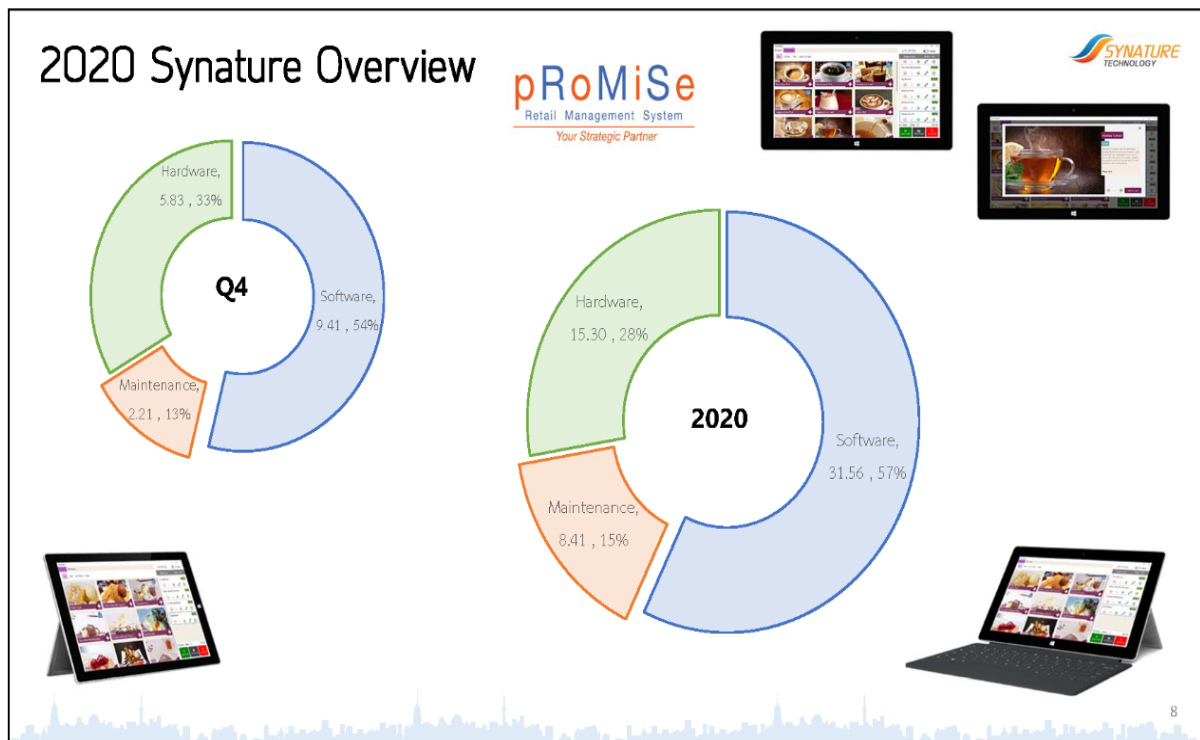 2020 Synature Overview
pRoMiSe
Retail Management System
Your Strategic Partner
SYNATURE
TECHNOLOGY
Hardware,
5.83 , 33%
Q4
Software,
9.41 , 54%
Maintenance,
2.21 , 13%
Hardware,
15.30 , 28%
2020
Software,
31.56 , 57%
Maintenance,
8.41 , 15%
8